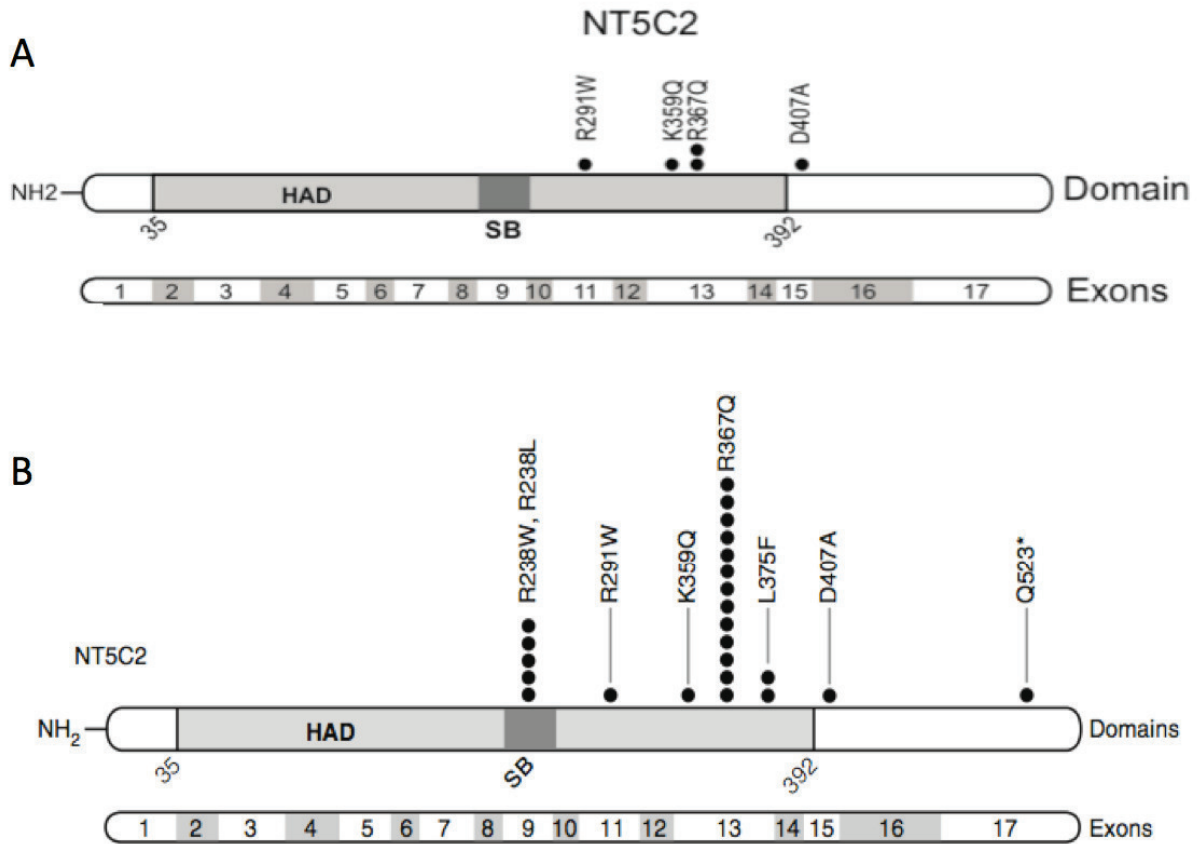 NT5C2
A
R291W
K359Q
R367Q
D407A
NH2
HAD
Domain
35
SB
392
1 2 3 4 5 6 7 8 9 10 11 12 13 14 15 16 17 Exons
B
R238W, R238L
R291W
K359Q
R367Q
L375F
D407A
Q523*
NT5C2
NH2
HAD
Domains
35
SB
392
1 2 3 4 5 6 7 8 9 10 11 12 13 14 15 16 17 Exons